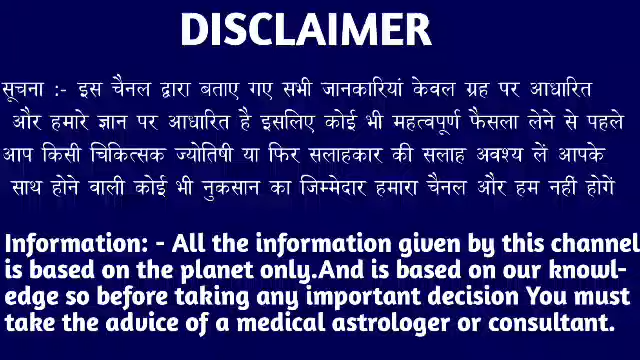 DISCLAIMER
सूचना :- इस चैनल द्वारा बताए गए सभी जानकारियां केवल ग्रह पर आधारित
और हमारे ज्ञान पर आधारित है इसलिए कोई भी महत्वपूर्ण फैसला लेने से पहले
आप किसी चिकित्सक ज्योतिषी या फिर सलाहकार की सलाह अवश्य लें आपके
साथ होने वाली कोई भी नुकसान का जिम्मेदार हमारा चैनल और हम नहीं होगें
Information: - All the information given by this channel
is based on the planet only.And is based on our knowl-
edge so before taking any important decision You must
take the advice of a medical astrologer or consultant.